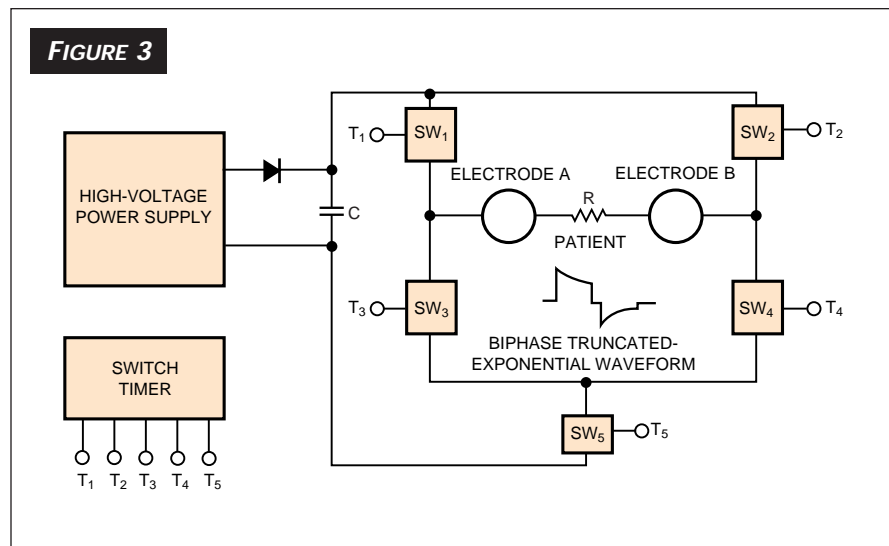 FIGURE 3
HIGH-VOLTAGE
POWER SUPPLY
C
T1
SW1
SW2
T2
ELECTRODE A
ELECTRODE B
R
PATIENT
T3
SW3
SW4
T4
BIPHASE TRUNCATED-
EXPONENTIAL WAVEFORM
SW5
T5
SWITCH
TIMER
T1 T2 T3 T4 T5